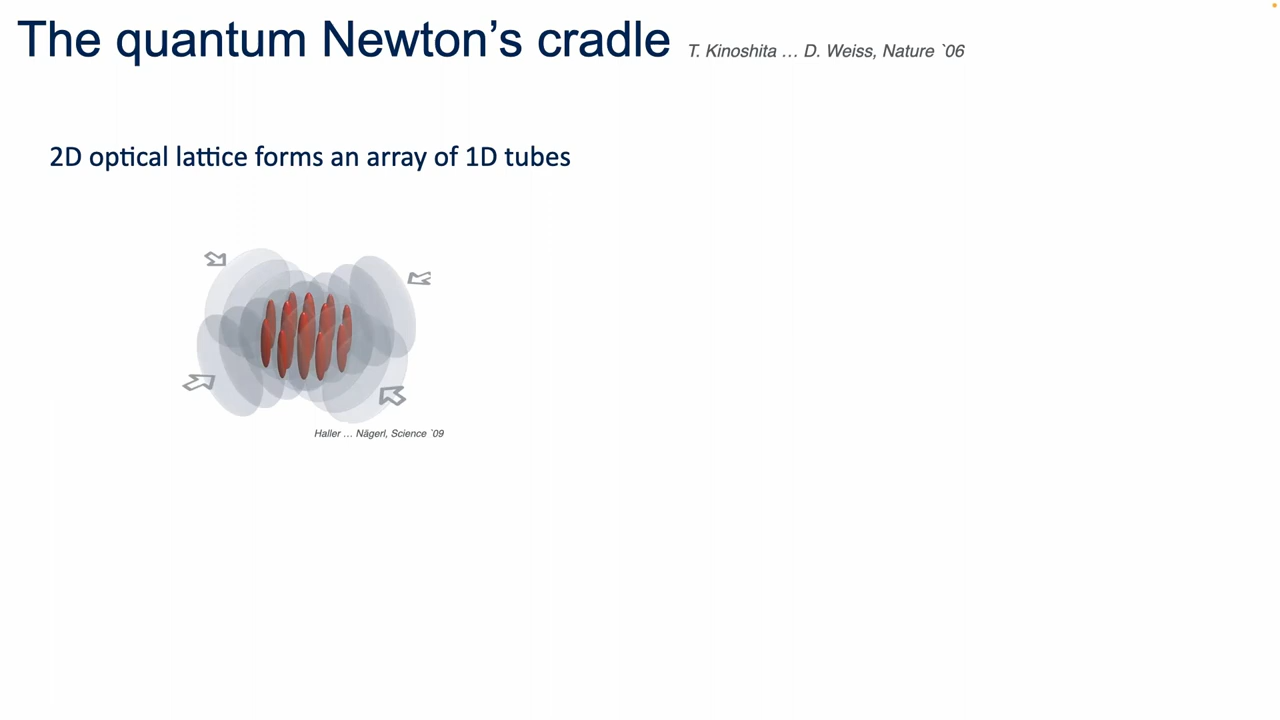 The quantum Newton’s cradle T. Kinoshita … D. Weiss, Nature `06
2D optical lattice forms an array of 1D tubes
Haller … Nägerl, Science `09